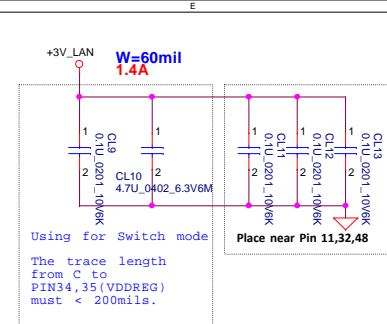 E
+3V_LAN
W=60mil
1.4A
1
2
CL9
0.1U_0201_10V6K
1
2
CL10
4.7U_0402_6.3V6M
1
2
CL11
0.1U_0201_10V6K
1
2
CL12
0.1U_0201_10V6K
1
2
CL13
0.1U_0201_10V6K
Using for Switch mode
The trace length
from C to
PIN34,35(VDDREG)
must < 200mils.
Place near Pin 11,32,48